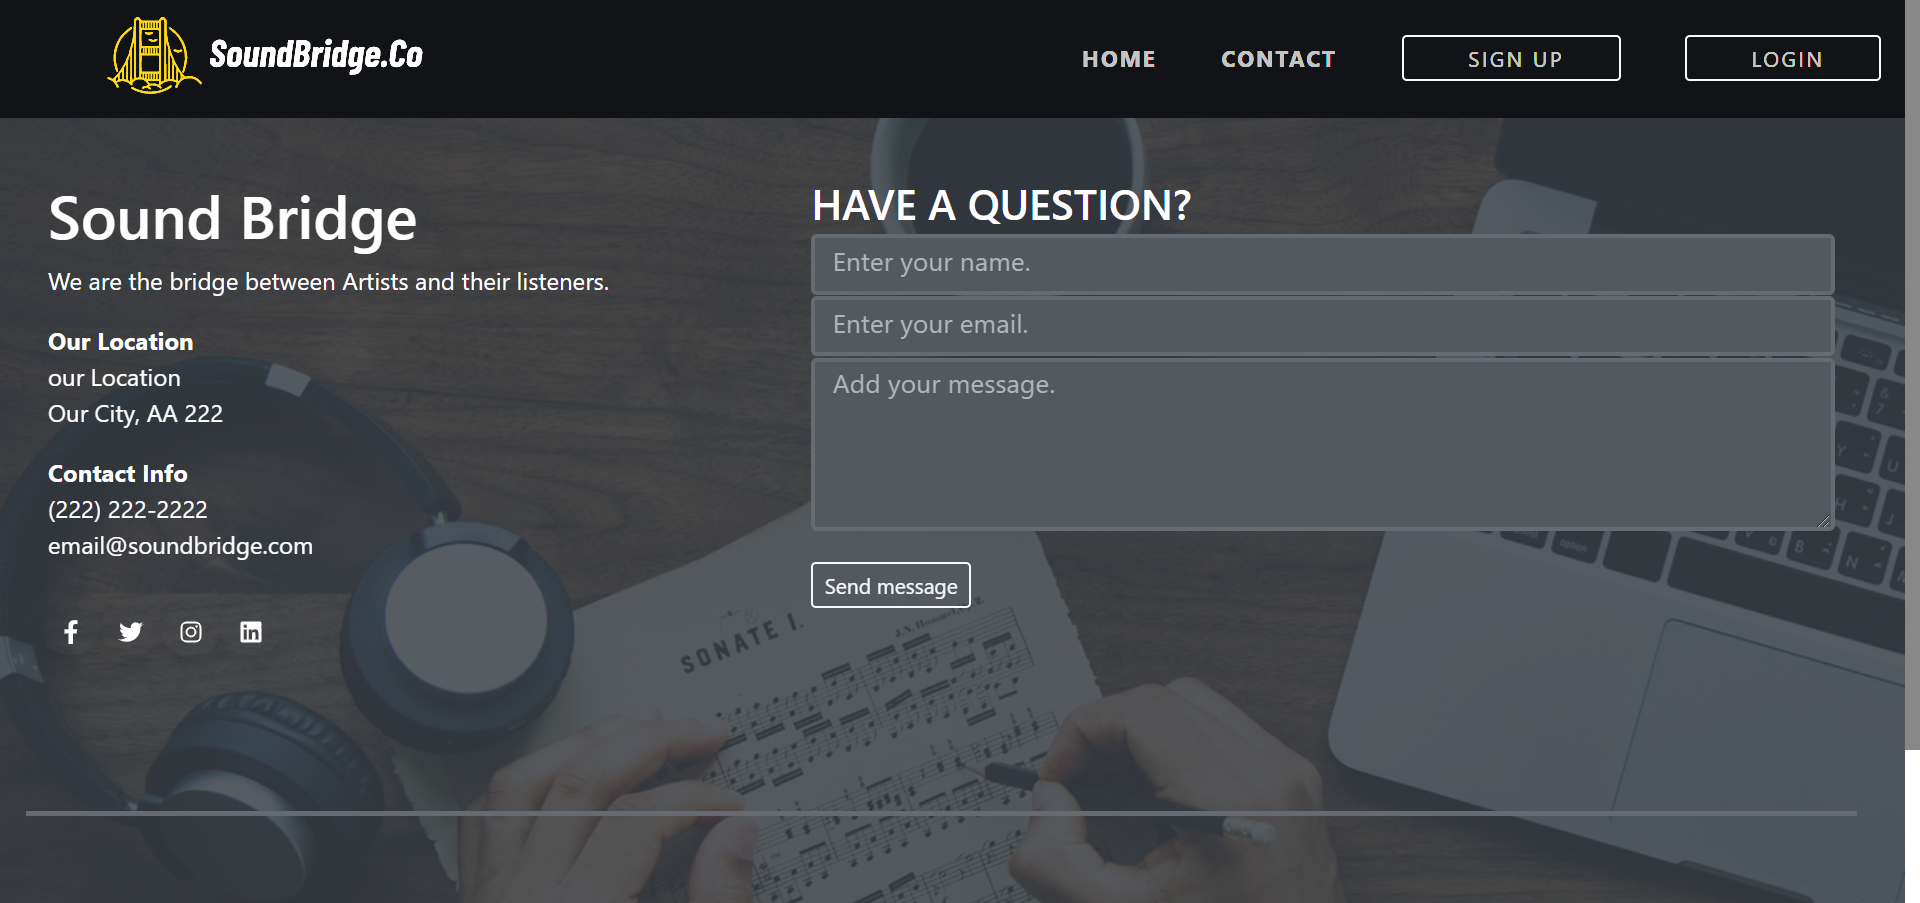 SoundBridge.Co
HOME
CONTACT
SIGN UP
LOGIN
Sound Bridge
We are the bridge between Artists and their listeners.
Our Location
our Location
Our City, AA 222
Contact Info
(222) 222-2222
email@soundbridge.com
HAVE A QUESTION?
Enter your name.
Enter your email.
Add your message.
Send message
SONATE I.
option